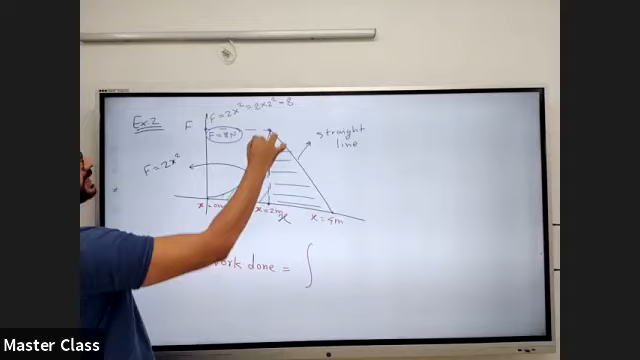 Ex.2
F = 2x² = 2x2² = 8
F
F = 8N
straight
line
F = 2x²
x = 0m
x = 2m
x
x = 4m
work done = ∫
Master Class